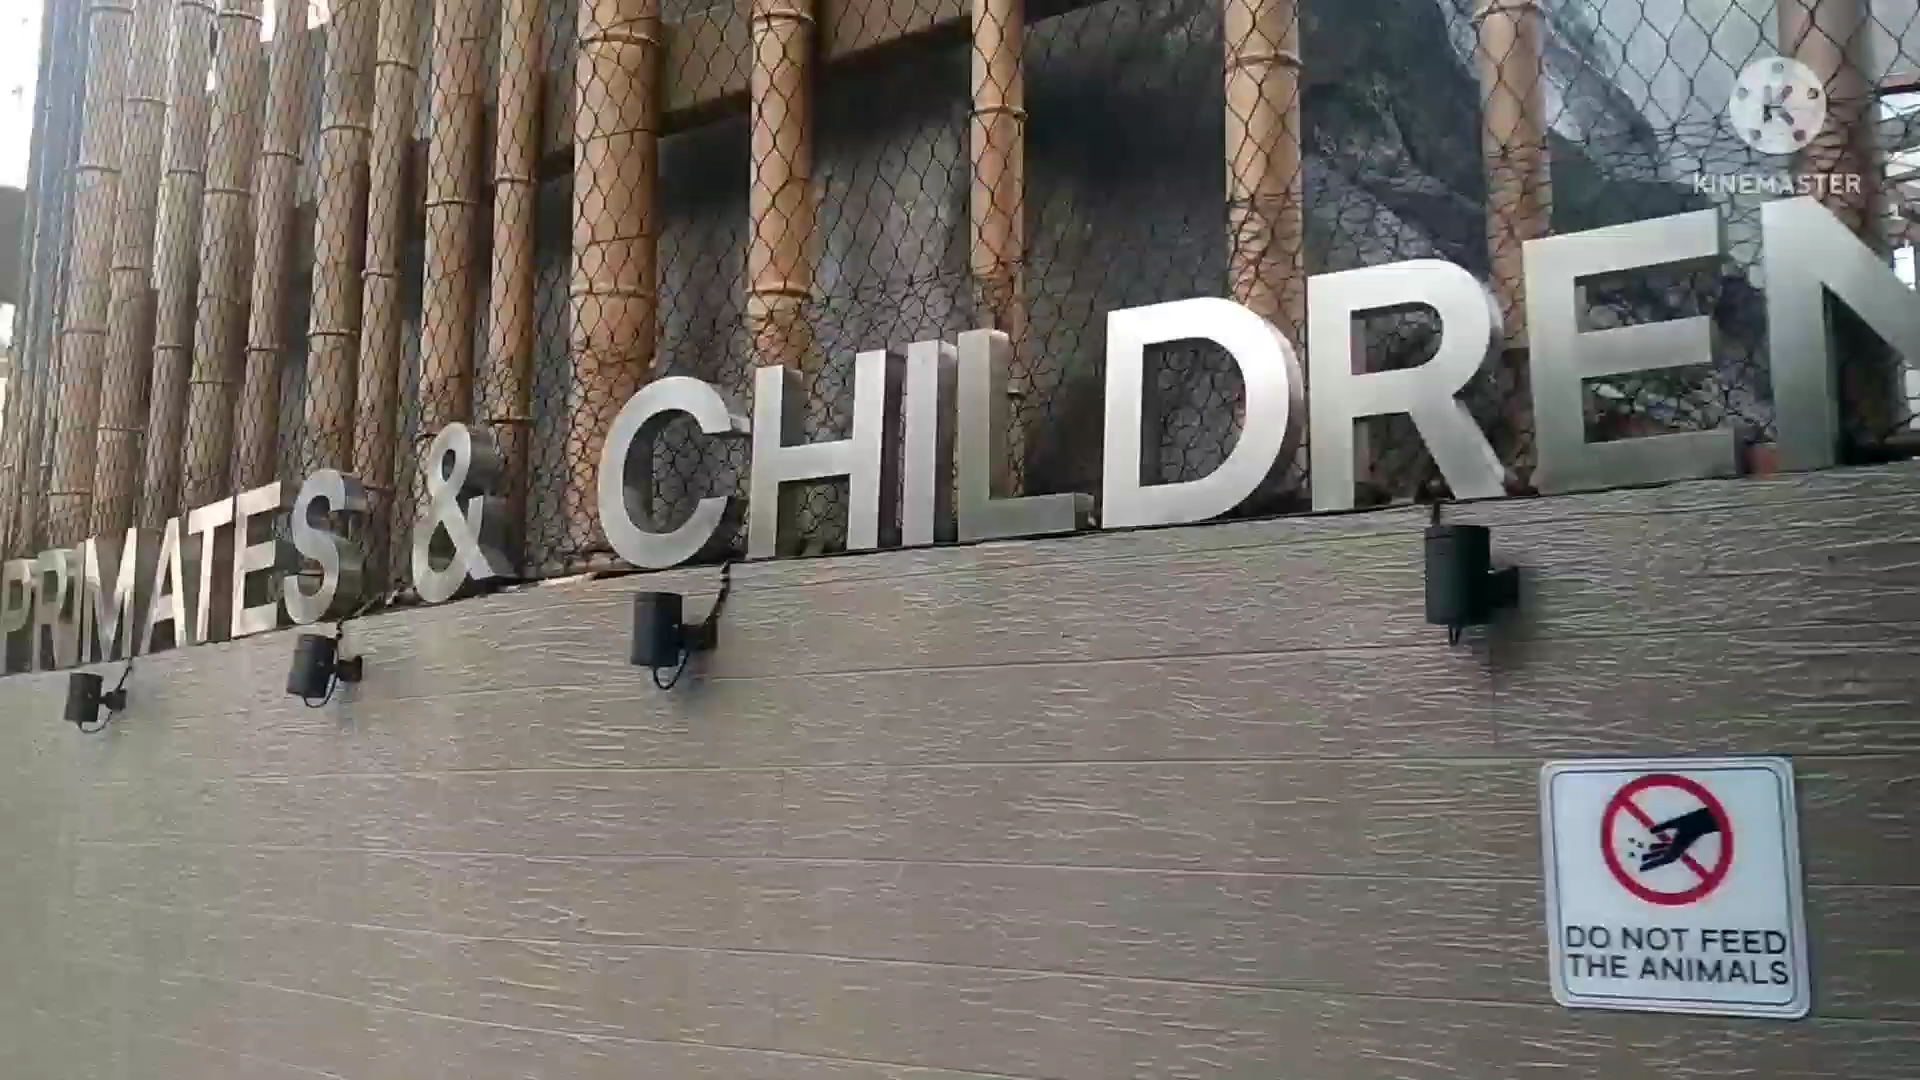 K
KINEMASTER
PRIMATES & CHILDREN
DO NOT FEED
THE ANIMALS